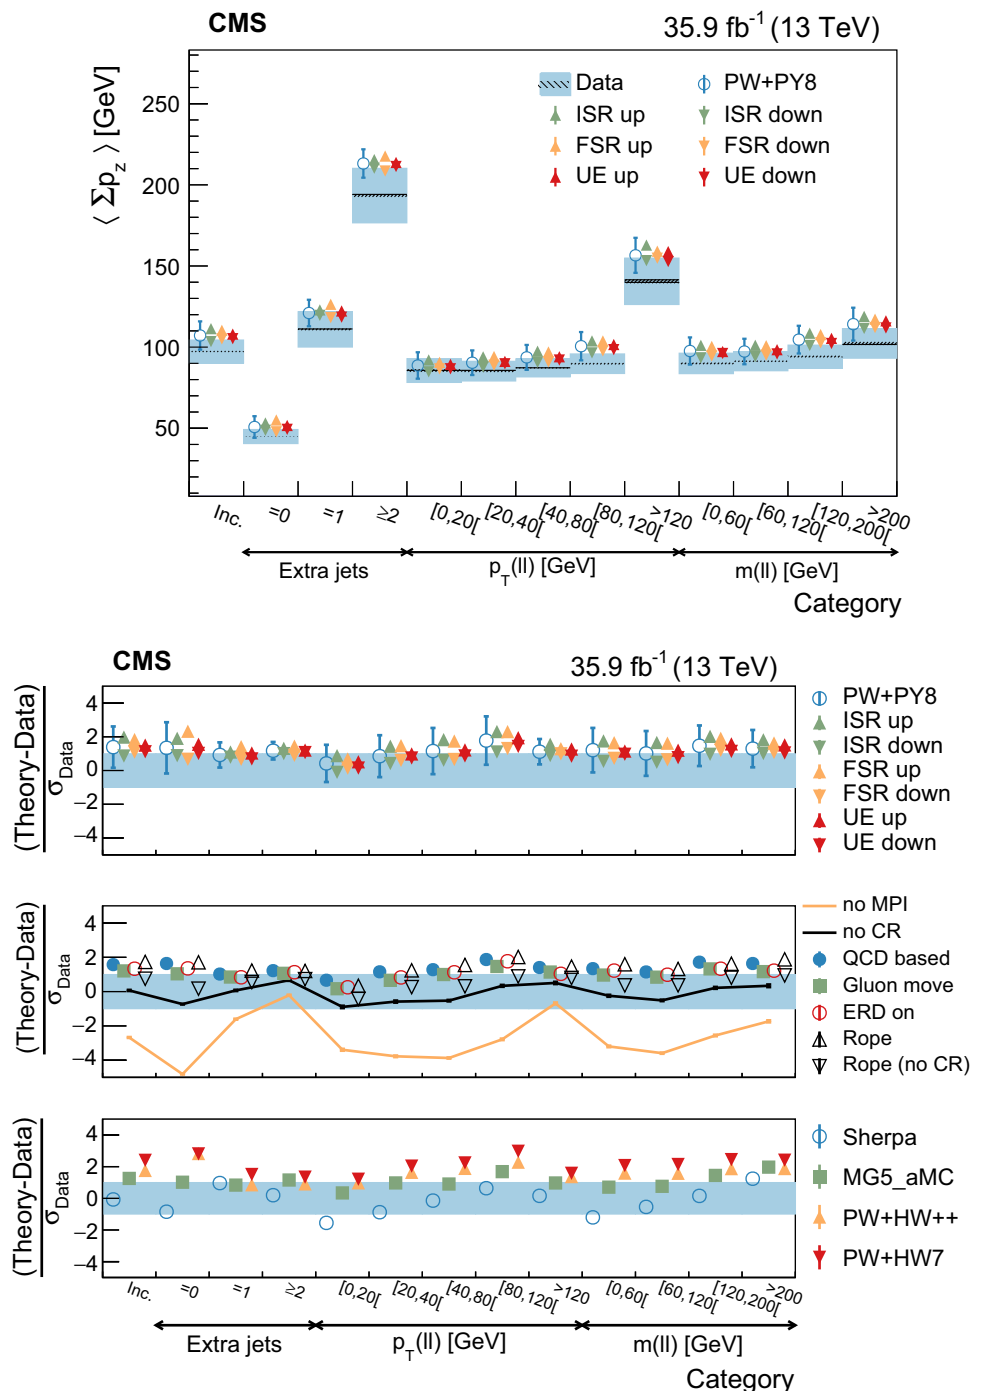 CMS 35.9 fb⁻¹ (13 TeV)
⟨ Σp_z ⟩ [GeV]
250
200
150
100
50
Data
PW+PY8
ISR up
ISR down
FSR up
FSR down
UE up
UE down
Inc. =0 =1 ≥2 [0,20[ [20,40[ [40,80[ [80,120[ >120 [0,60[ [60,120[ [120,200[ >200
Extra jets p_T(ll) [GeV] m(ll) [GeV]
Category
CMS 35.9 fb⁻¹ (13 TeV)
(Theory-Data)
σ_Data
4
2
0
−2
−4
PW+PY8
ISR up
ISR down
FSR up
FSR down
UE up
UE down
(Theory-Data)
σ_Data
4
2
0
−2
−4
no MPI
no CR
QCD based
Gluon move
ERD on
Rope
Rope (no CR)
(Theory-Data)
σ_Data
4
2
0
−2
−4
Sherpa
MG5_aMC
PW+HW++
PW+HW7
Inc. =0 =1 ≥2 [0,20[ [20,40[ [40,80[ [80,120[ >120 [0,60[ [60,120[ [120,200[ >200
Extra jets p_T(ll) [GeV] m(ll) [GeV]
Category